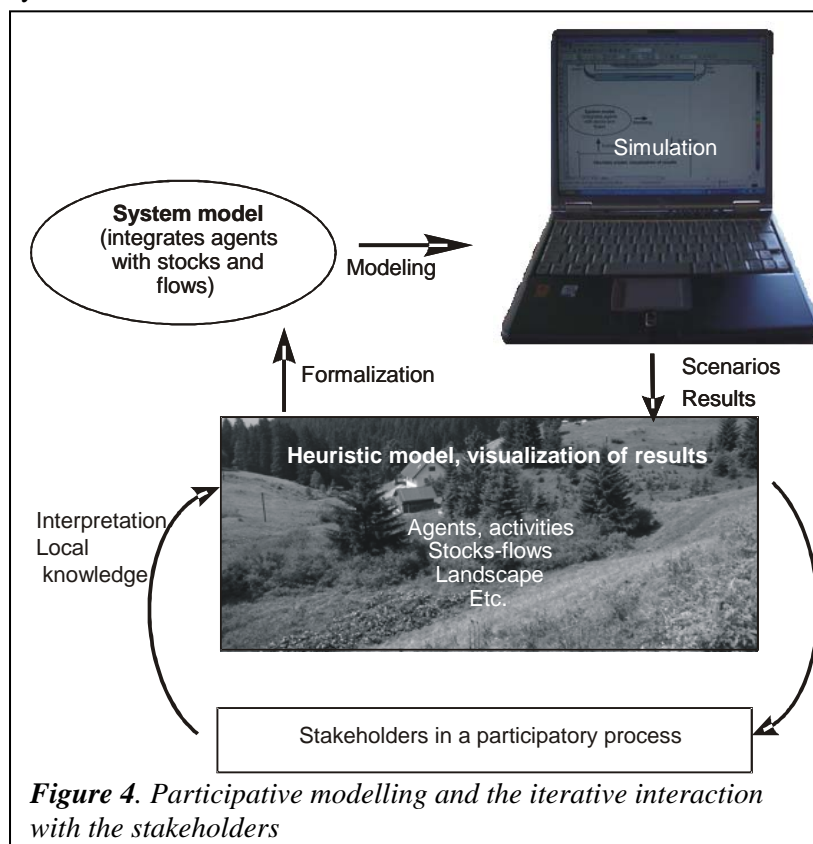 System model
(integrates agents
with stocks and
flows)
Modeling
Simulation
Formalization
Scenarios
Results
Heuristic model, visualization of results
Agents, activities
Stocks-flows
Landscape
Etc.
Interpretation
Local
knowledge
Stakeholders in a participatory process
Figure 4. Participative modelling and the iterative interaction
with the stakeholders